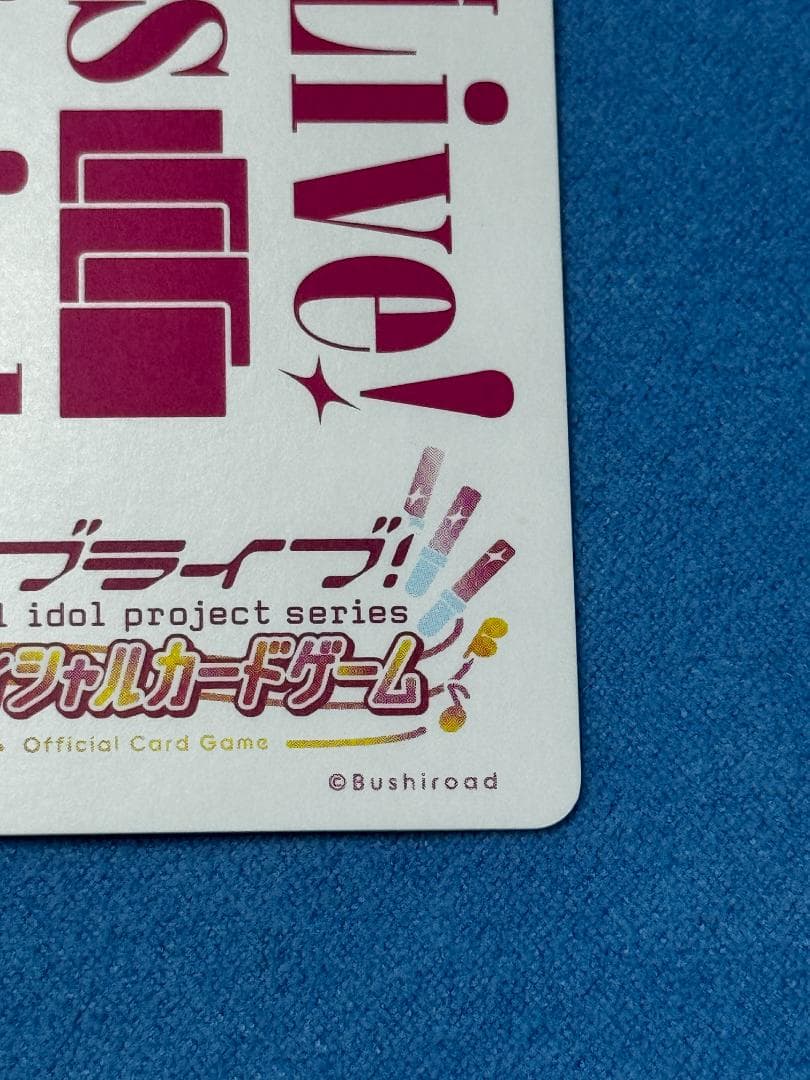 Live!
s
ブライブ!
l idol project series
ィシャルカードゲーム
Official Card Game
©Bushiroad